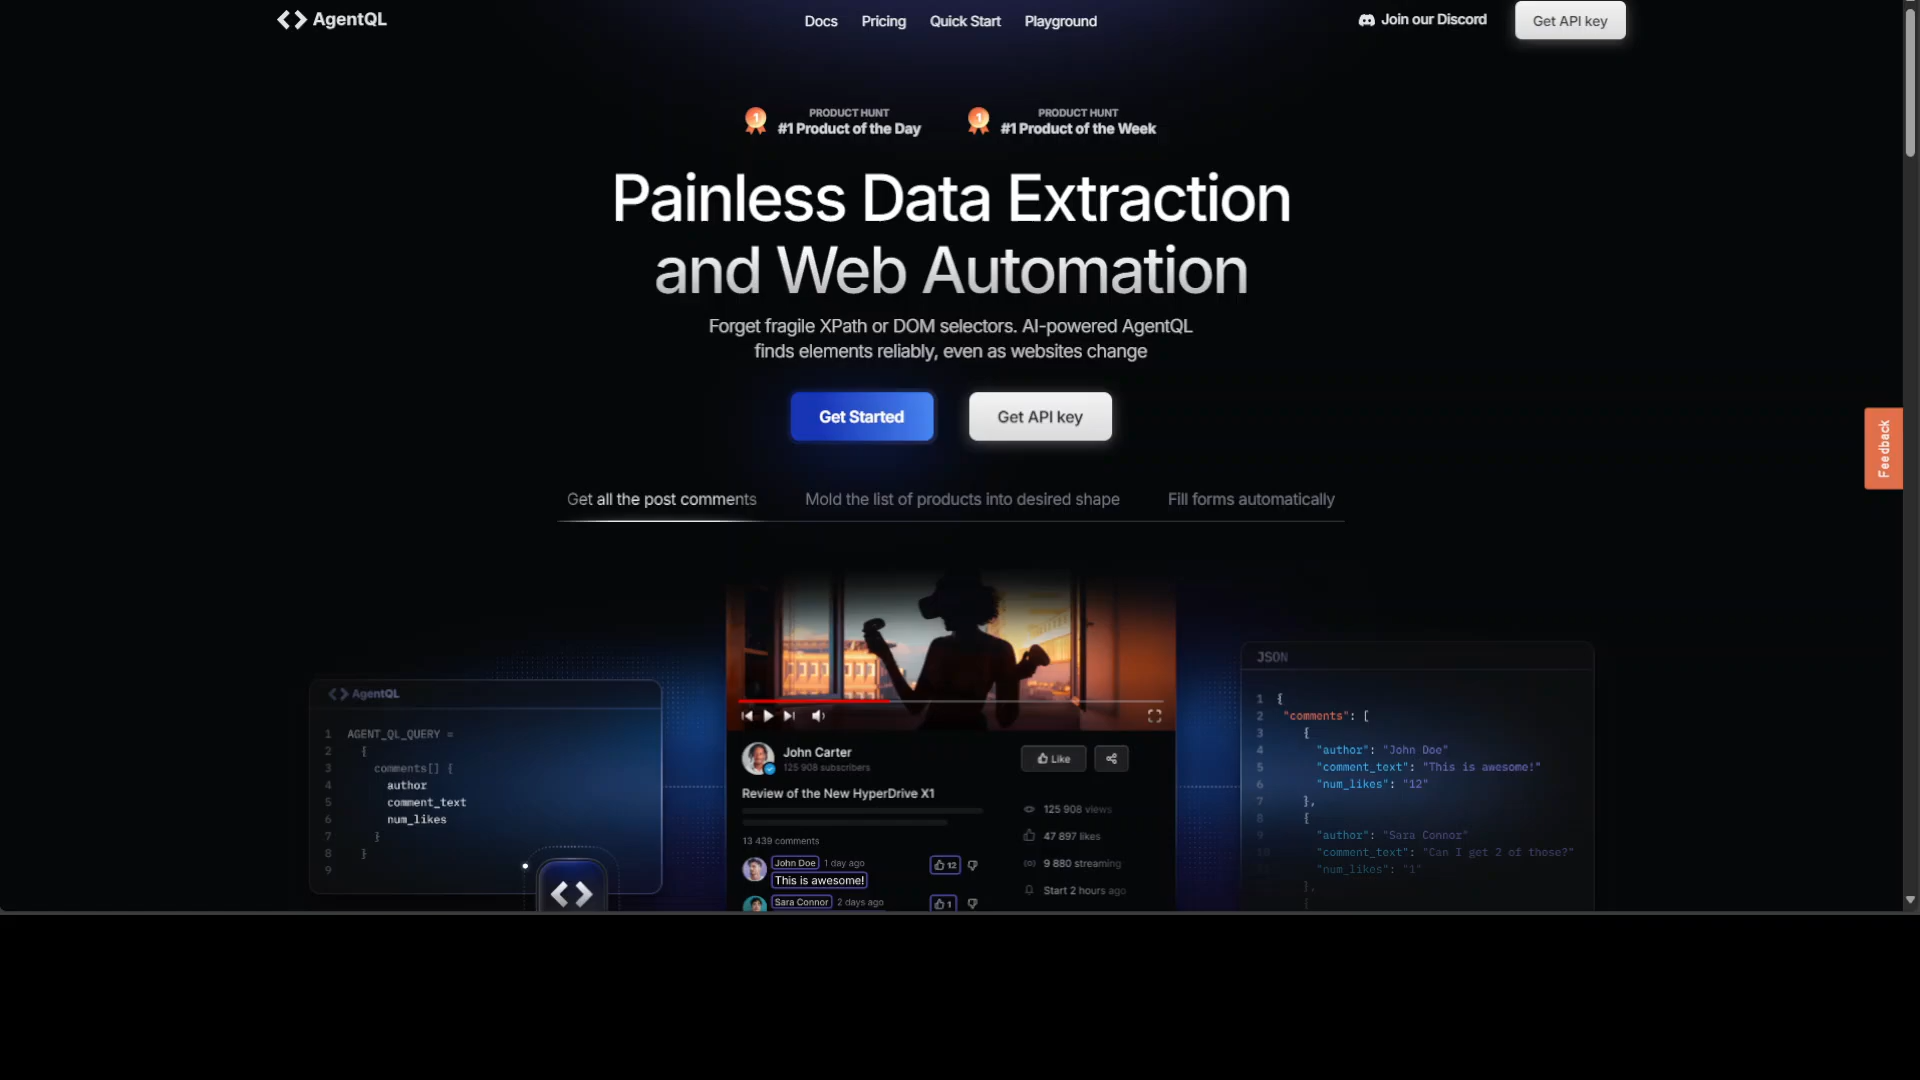 AgentQL
Docs
Pricing
Quick Start
Playground
Join our Discord
Get API key
PRODUCT HUNT
#1 Product of the Day
PRODUCT HUNT
#1 Product of the Week
Painless Data Extraction
and Web Automation
Forget fragile XPath or DOM selectors. AI-powered AgentQL
finds elements reliably, even as websites change
Get Started
Get API key
Feedback
Get all the post comments
Mold the list of products into desired shape
Fill forms automatically
AgentQL
1 AGENT_QL_QUERY =
2 {
3 comments[] {
4 author
5 comment_text
6 num_likes
7 }
8 }
9
John Carter
125 908 subscribers
Like
Review of the New HyperDrive X1
125 908 views
47 897 likes
9 880 streaming
Start 2 hours ago
13 439 comments
John Doe 1 day ago
12
This is awesome!
Sara Connor 2 days ago
1
JSON
1 {
2 "comments": [
3 {
4 "author": "John Doe"
5 "comment_text": "This is awesome!"
6 "num_likes": "12"
7 },
8 {
9 "author": "Sara Connor"
10 "comment_text": "Can I get 2 of those?"
"num_likes": "1"
},
{